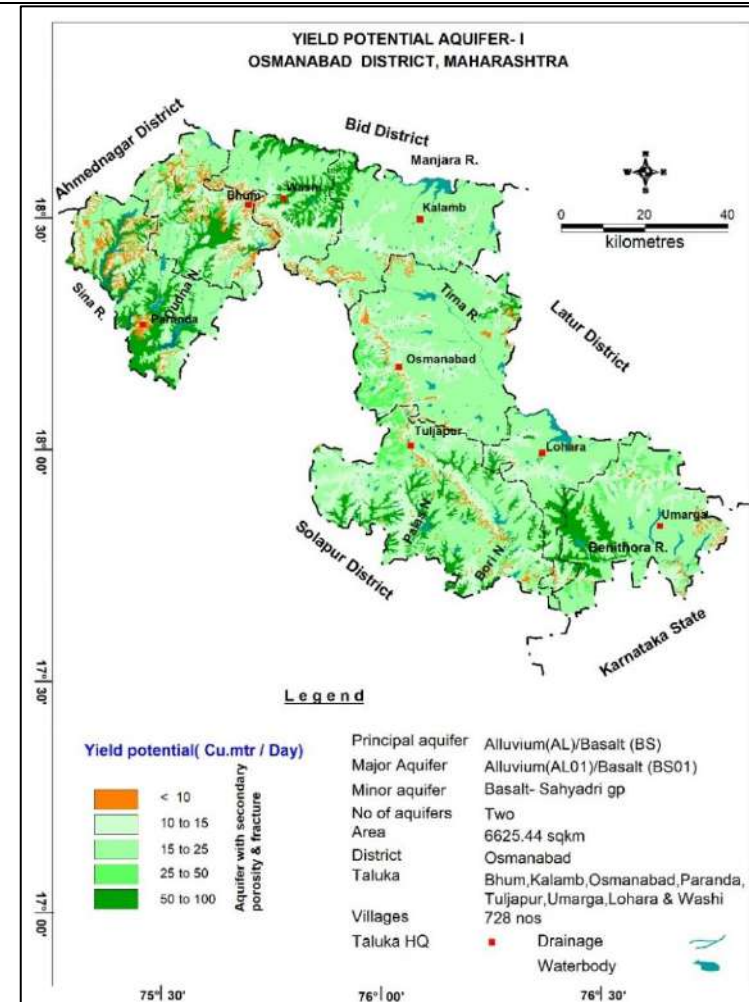 YIELD POTENTIAL AQUIFER- I
OSMANABAD DISTRICT, MAHARASHTRA
Ahmednagar District
Bid District
Manjara R.
N
W
E
S
Washi
Bhum
Kalamb
0 20 40
kilometres
18° 30'
Sina R.
Dudna N.
Paranda
Tirna R.
Latur District
Osmanabad
18° 00'
Tuljapur
Lohara
Umarga
Palas N.
Benithora R.
Bori N.
Solapur District
Karnataka State
17° 30'
Legend
Yield potential( Cu.mtr / Day)
< 10
10 to 15
15 to 25
25 to 50
50 to 100
Aquifer with secondary
porosity & fracture
Principal aquifer Alluvium(AL)/Basalt (BS)
Major Aquifer Alluvium(AL01)/Basalt (BS01)
Minor aquifer Basalt- Sahyadri gp
No of aquifers Two
Area 6625.44 sqkm
District Osmanabad
Taluka Bhum,Kalamb,Osmanabad,Paranda,
Tuljapur,Umarga,Lohara & Washi
Villages 728 nos
Taluka HQ Drainage
Waterbody
17° 00'
75° 30' 76° 00' 76° 30'